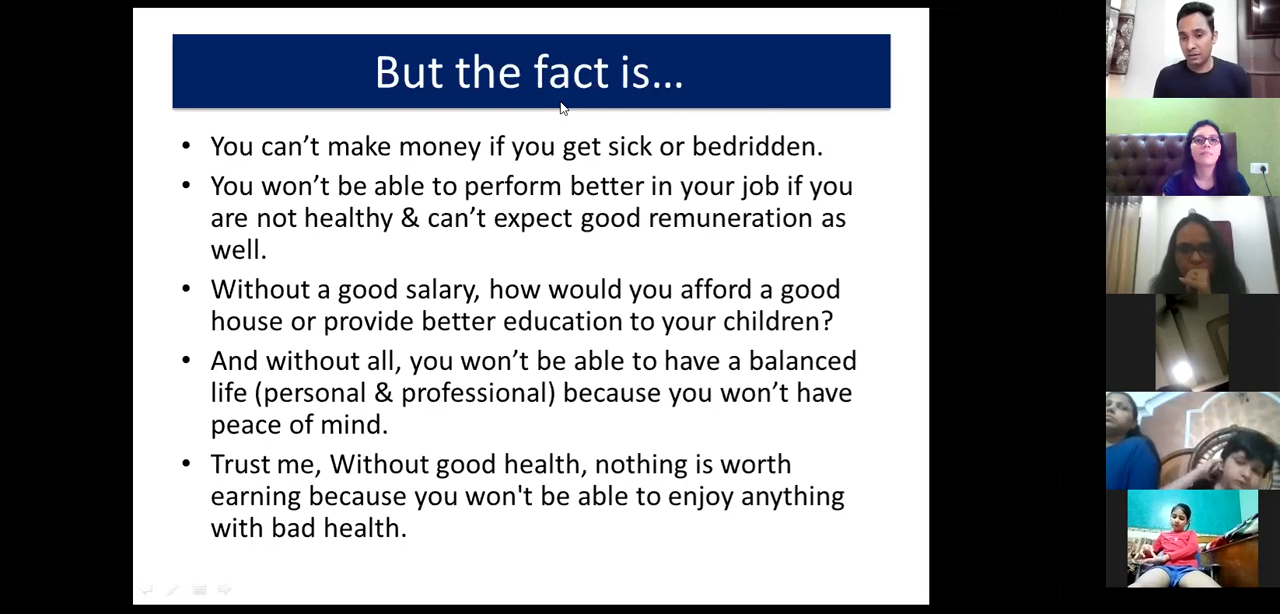 But the fact is...
• You can’t make money if you get sick or bedridden.
• You won’t be able to perform better in your job if you
are not healthy & can’t expect good remuneration as
well.
• Without a good salary, how would you afford a good
house or provide better education to your children?
• And without all, you won’t be able to have a balanced
life (personal & professional) because you won’t have
peace of mind.
• Trust me, Without good health, nothing is worth
earning because you won't be able to enjoy anything
with bad health.